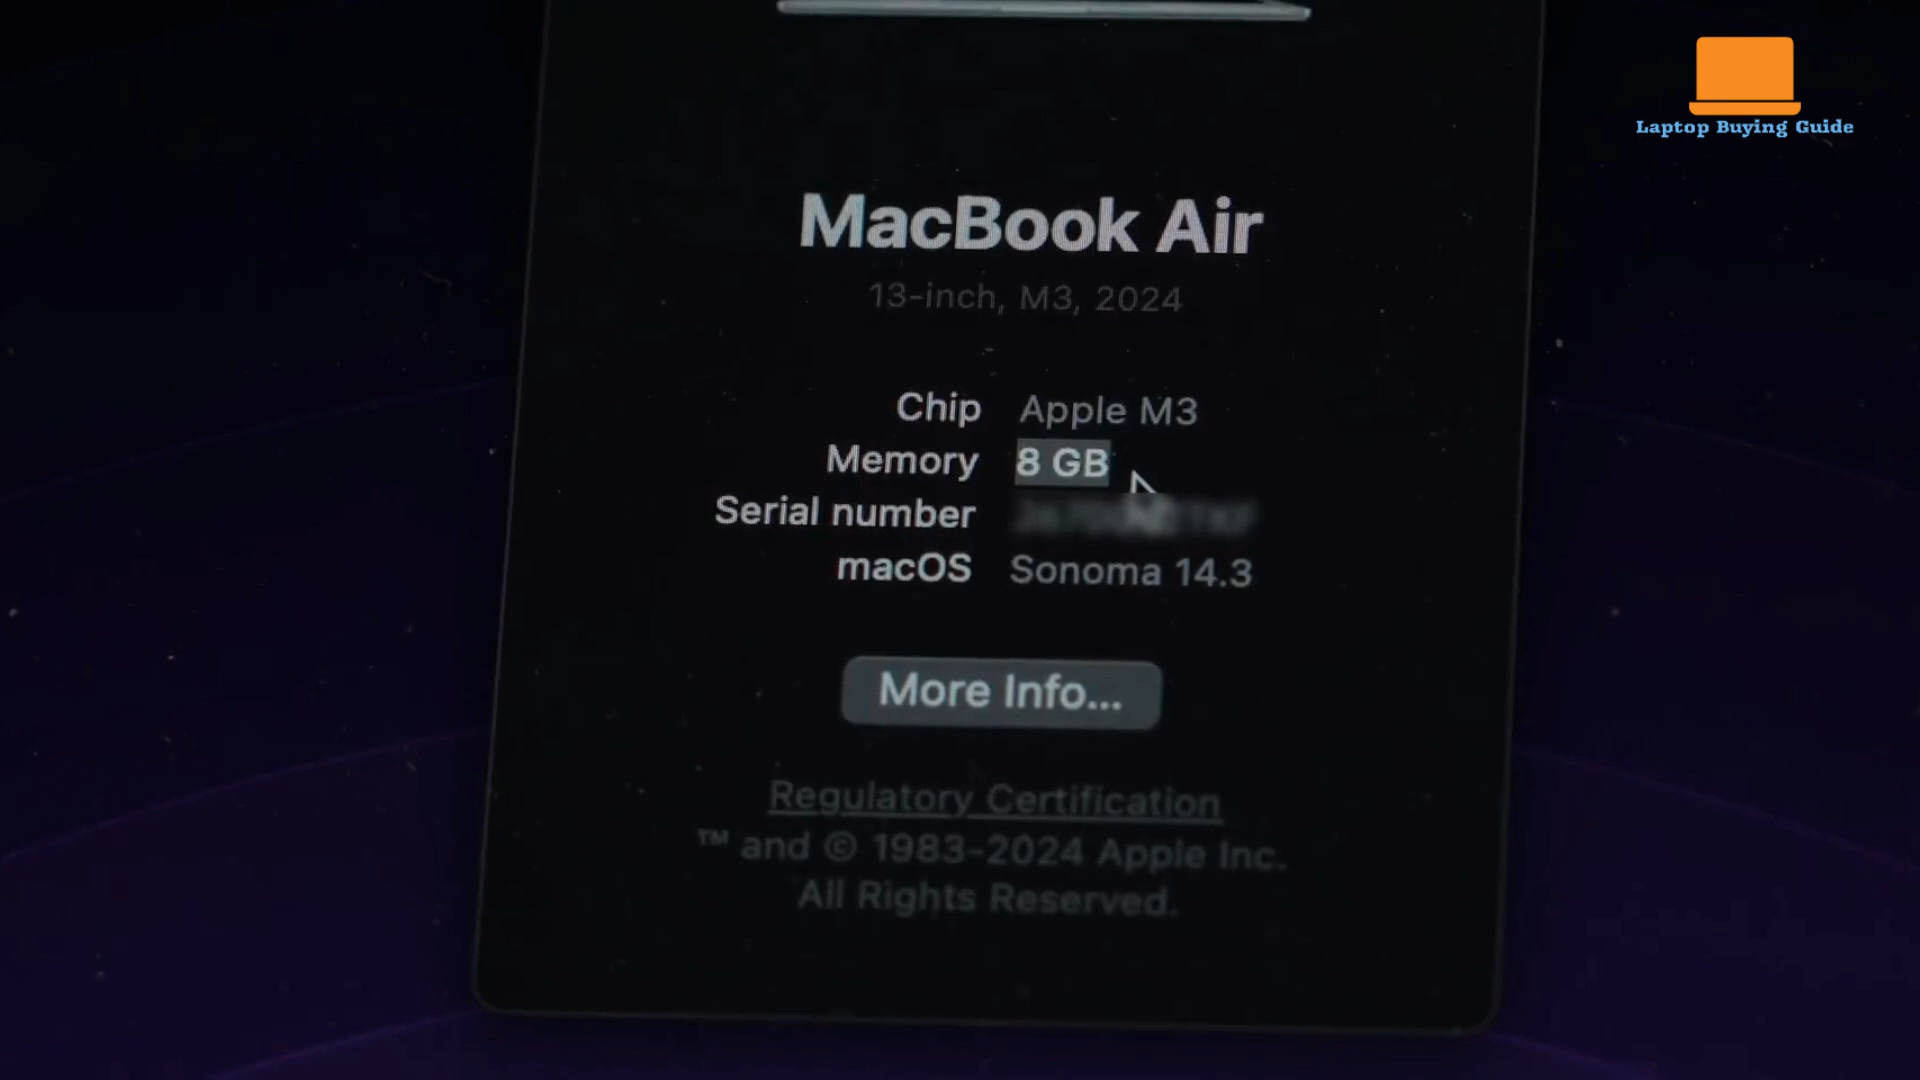 Laptop Buying Guide
MacBook Air
13-inch, M3, 2024
Chip Apple M3
Memory 8 GB
Serial number
macOS Sonoma 14.3
More Info...
Regulatory Certification
™ and © 1983-2024 Apple Inc.
All Rights Reserved.